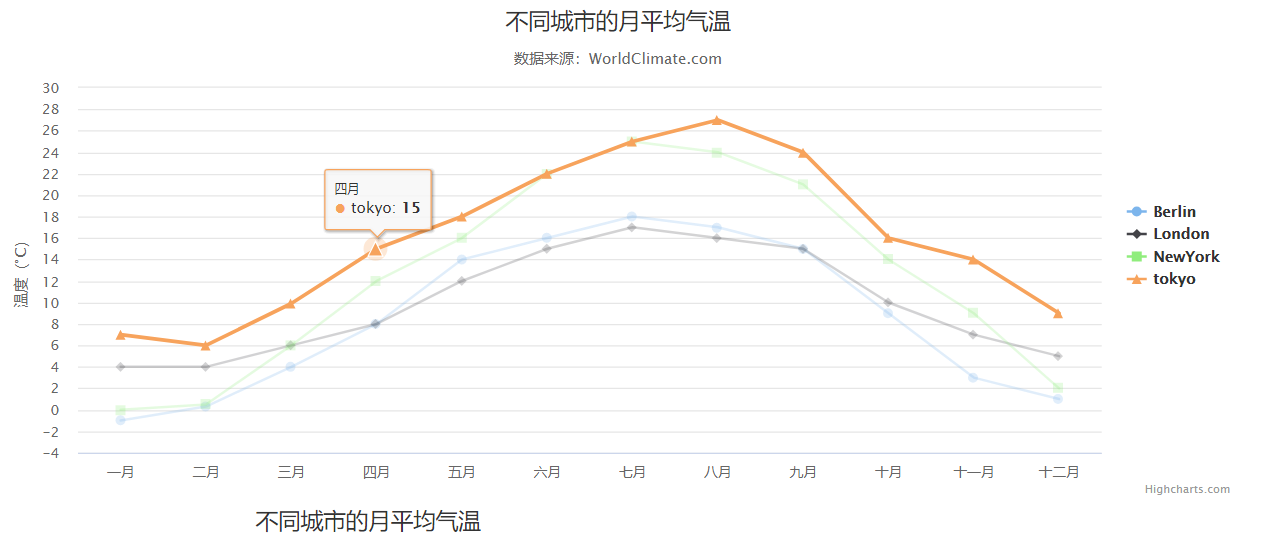 不同城市的月平均气温
数据来源：WorldClimate.com
30
28
26
24
22
20
18
16
14
12
10
8
6
4
2
0
-2
-4
温度（°C）
四月
tokyo: 15
Berlin
London
NewYork
tokyo
一月 二月 三月 四月 五月 六月 七月 八月 九月 十月 十一月 十二月
Highcharts.com
不同城市的月平均气温